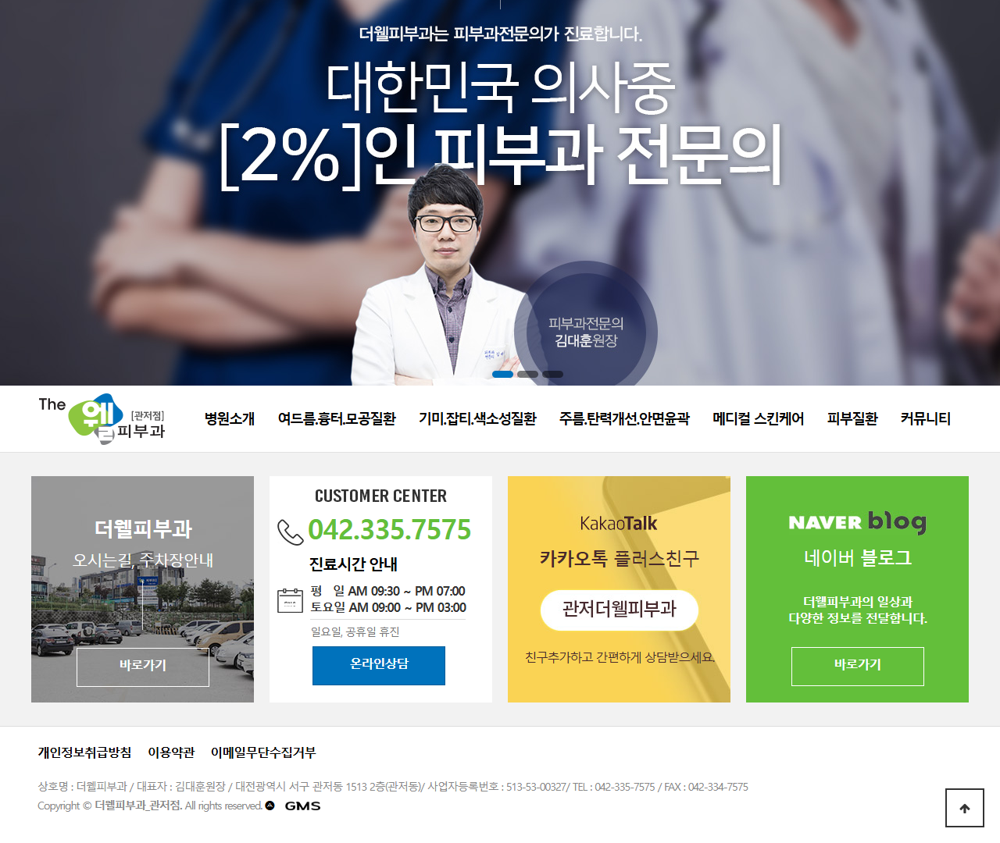 더웰피부과는 피부과전문의가 진료합니다.
대한민국 의사중
[2%]인 피부과 전문의
피부과전문의
김대훈원장
The 웰 피부과 [관저점]
병원소개 여드름.흉터.모공질환 기미.잡티.색소성질환 주름.탄력개선.안면윤곽 메디컬 스킨케어 피부질환 커뮤니티
더웰피부과
오시는길, 주차장안내
바로가기
CUSTOMER CENTER
042.335.7575
진료시간 안내
평 일 AM 09:30 ~ PM 07:00
토요일 AM 09:00 ~ PM 03:00
일요일, 공휴일 휴진
온라인상담
KakaoTalk
카카오톡 플러스친구
관저더웰피부과
친구추가하고 간편하게 상담받으세요.
NAVER blog
네이버 블로그
더웰피부과의 일상과
다양한 정보를 전달합니다.
바로가기
개인정보취급방침 이용약관 이메일무단수집거부
상호명 : 더웰피부과 / 대표자 : 김대훈원장 / 대전광역시 서구 관저동 1513 2층(관저동)/ 사업자등록번호 : 513-53-00327/ TEL : 042-335-7575 / FAX : 042-334-7575
Copyright © 더웰피부과_관저점. All rights reserved. GMS